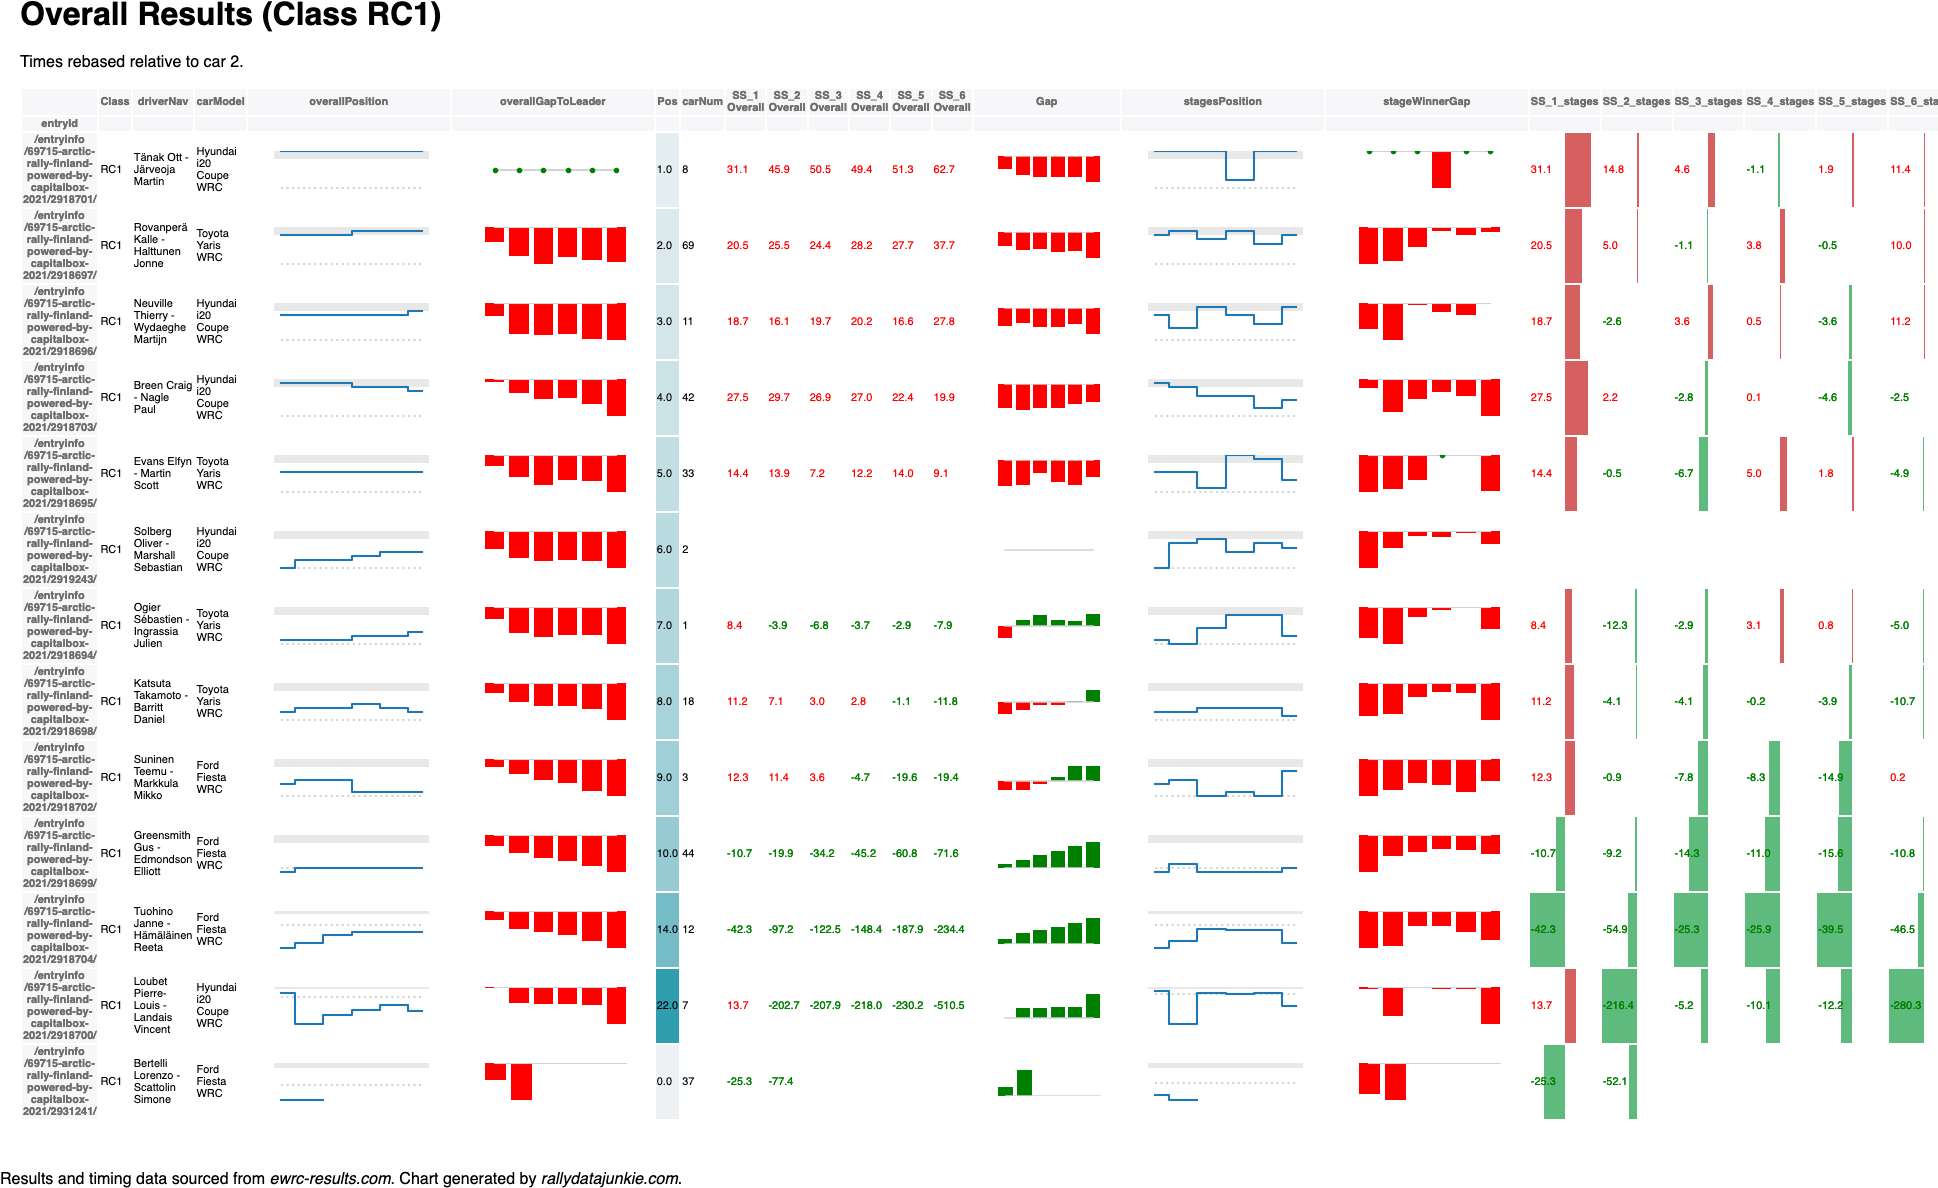 Overall Results (Class RC1)
Times rebased relative to car 2.
Class driverNav carModel overallPosition overallGapToLeader Pos carNum SS_1 Overall SS_2 Overall SS_3 Overall SS_4 Overall SS_5 Overall SS_6 Overall Gap stagesPosition stageWinnerGap SS_1_stages SS_2_stages SS_3_stages SS_4_stages SS_5_stages SS_6_sta
entryId
/entryinfo/69715-arctic-rally-finland-powered-by-capitalbox-2021/2918701/ RC1 Tänak Ott - Järveoja Martin Hyundai i20 Coupe WRC 1.0 8 31.1 45.9 50.5 49.4 51.3 62.7 31.1 14.8 4.6 -1.1 1.9 11.4
/entryinfo/69715-arctic-rally-finland-powered-by-capitalbox-2021/2918697/ RC1 Rovanperä Kalle - Halttunen Jonne Toyota Yaris WRC 2.0 69 20.5 25.5 24.4 28.2 27.7 37.7 20.5 5.0 -1.1 3.8 -0.5 10.0
/entryinfo/69715-arctic-rally-finland-powered-by-capitalbox-2021/2918696/ RC1 Neuville Thierry - Wydaeghe Martijn Hyundai i20 Coupe WRC 3.0 11 18.7 16.1 19.7 20.2 16.6 27.8 18.7 -2.6 3.6 0.5 -3.6 11.2
/entryinfo/69715-arctic-rally-finland-powered-by-capitalbox-2021/2918703/ RC1 Breen Craig - Nagle Paul Hyundai i20 Coupe WRC 4.0 42 27.5 29.7 26.9 27.0 22.4 19.9 27.5 2.2 -2.8 0.1 -4.6 -2.5
/entryinfo/69715-arctic-rally-finland-powered-by-capitalbox-2021/2918695/ RC1 Evans Elfyn - Martin Scott Toyota Yaris WRC 5.0 33 14.4 13.9 7.2 12.2 14.0 9.1 14.4 -0.5 -6.7 5.0 1.8 -4.9
/entryinfo/69715-arctic-rally-finland-powered-by-capitalbox-2021/2919243/ RC1 Solberg Oliver - Marshall Sebastian Hyundai i20 Coupe WRC 6.0 2
/entryinfo/69715-arctic-rally-finland-powered-by-capitalbox-2021/2918694/ RC1 Ogier Sébastien - Ingrassia Julien Toyota Yaris WRC 7.0 1 8.4 -3.9 -6.8 -3.7 -2.9 -7.9 8.4 -12.3 -2.9 3.1 0.8 -5.0
/entryinfo/69715-arctic-rally-finland-powered-by-capitalbox-2021/2918698/ RC1 Katsuta Takamoto - Barritt Daniel Toyota Yaris WRC 8.0 18 11.2 7.1 3.0 2.8 -1.1 -11.8 11.2 -4.1 -4.1 -0.2 -3.9 -10.7
/entryinfo/69715-arctic-rally-finland-powered-by-capitalbox-2021/2918702/ RC1 Suninen Teemu - Markkula Mikko Ford Fiesta WRC 9.0 3 12.3 11.4 3.6 -4.7 -19.6 -19.4 12.3 -0.9 -7.8 -8.3 -14.9 0.2
/entryinfo/69715-arctic-rally-finland-powered-by-capitalbox-2021/2918699/ RC1 Greensmith Gus - Edmondson Elliott Ford Fiesta WRC 10.0 44 -10.7 -19.9 -34.2 -45.2 -60.8 -71.6 -10.7 -9.2 -14.3 -11.0 -15.6 -10.8
/entryinfo/69715-arctic-rally-finland-powered-by-capitalbox-2021/2918704/ RC1 Tuohino Janne - Hämäläinen Reeta Ford Fiesta WRC 14.0 12 -42.3 -97.2 -122.5 -148.4 -187.9 -234.4 -42.3 -54.9 -25.3 -25.9 -39.5 -46.5
/entryinfo/69715-arctic-rally-finland-powered-by-capitalbox-2021/2918700/ RC1 Loubet Pierre-Louis - Landais Vincent Hyundai i20 Coupe WRC 22.0 7 13.7 -202.7 -207.9 -218.0 -230.2 -510.5 13.7 -216.4 -5.2 -10.1 -12.2 -280.3
/entryinfo/69715-arctic-rally-finland-powered-by-capitalbox-2021/2931241/ RC1 Bertelli Lorenzo - Scattolin Simone Ford Fiesta WRC 0.0 37 -25.3 -77.4 -25.3 -52.1
Results and timing data sourced from ewrc-results.com. Chart generated by rallydatajunkie.com.